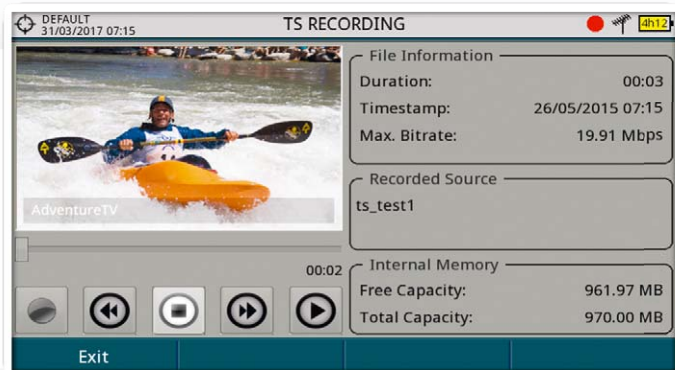 DEFAULT
31/03/2017 07:15
TS RECORDING
4h12
AdventureTV
00:02
File Information
Duration: 00:03
Timestamp: 26/05/2015 07:15
Max. Bitrate: 19.91 Mbps
Recorded Source
ts_test1
Internal Memory
Free Capacity: 961.97 MB
Total Capacity: 970.00 MB
Exit